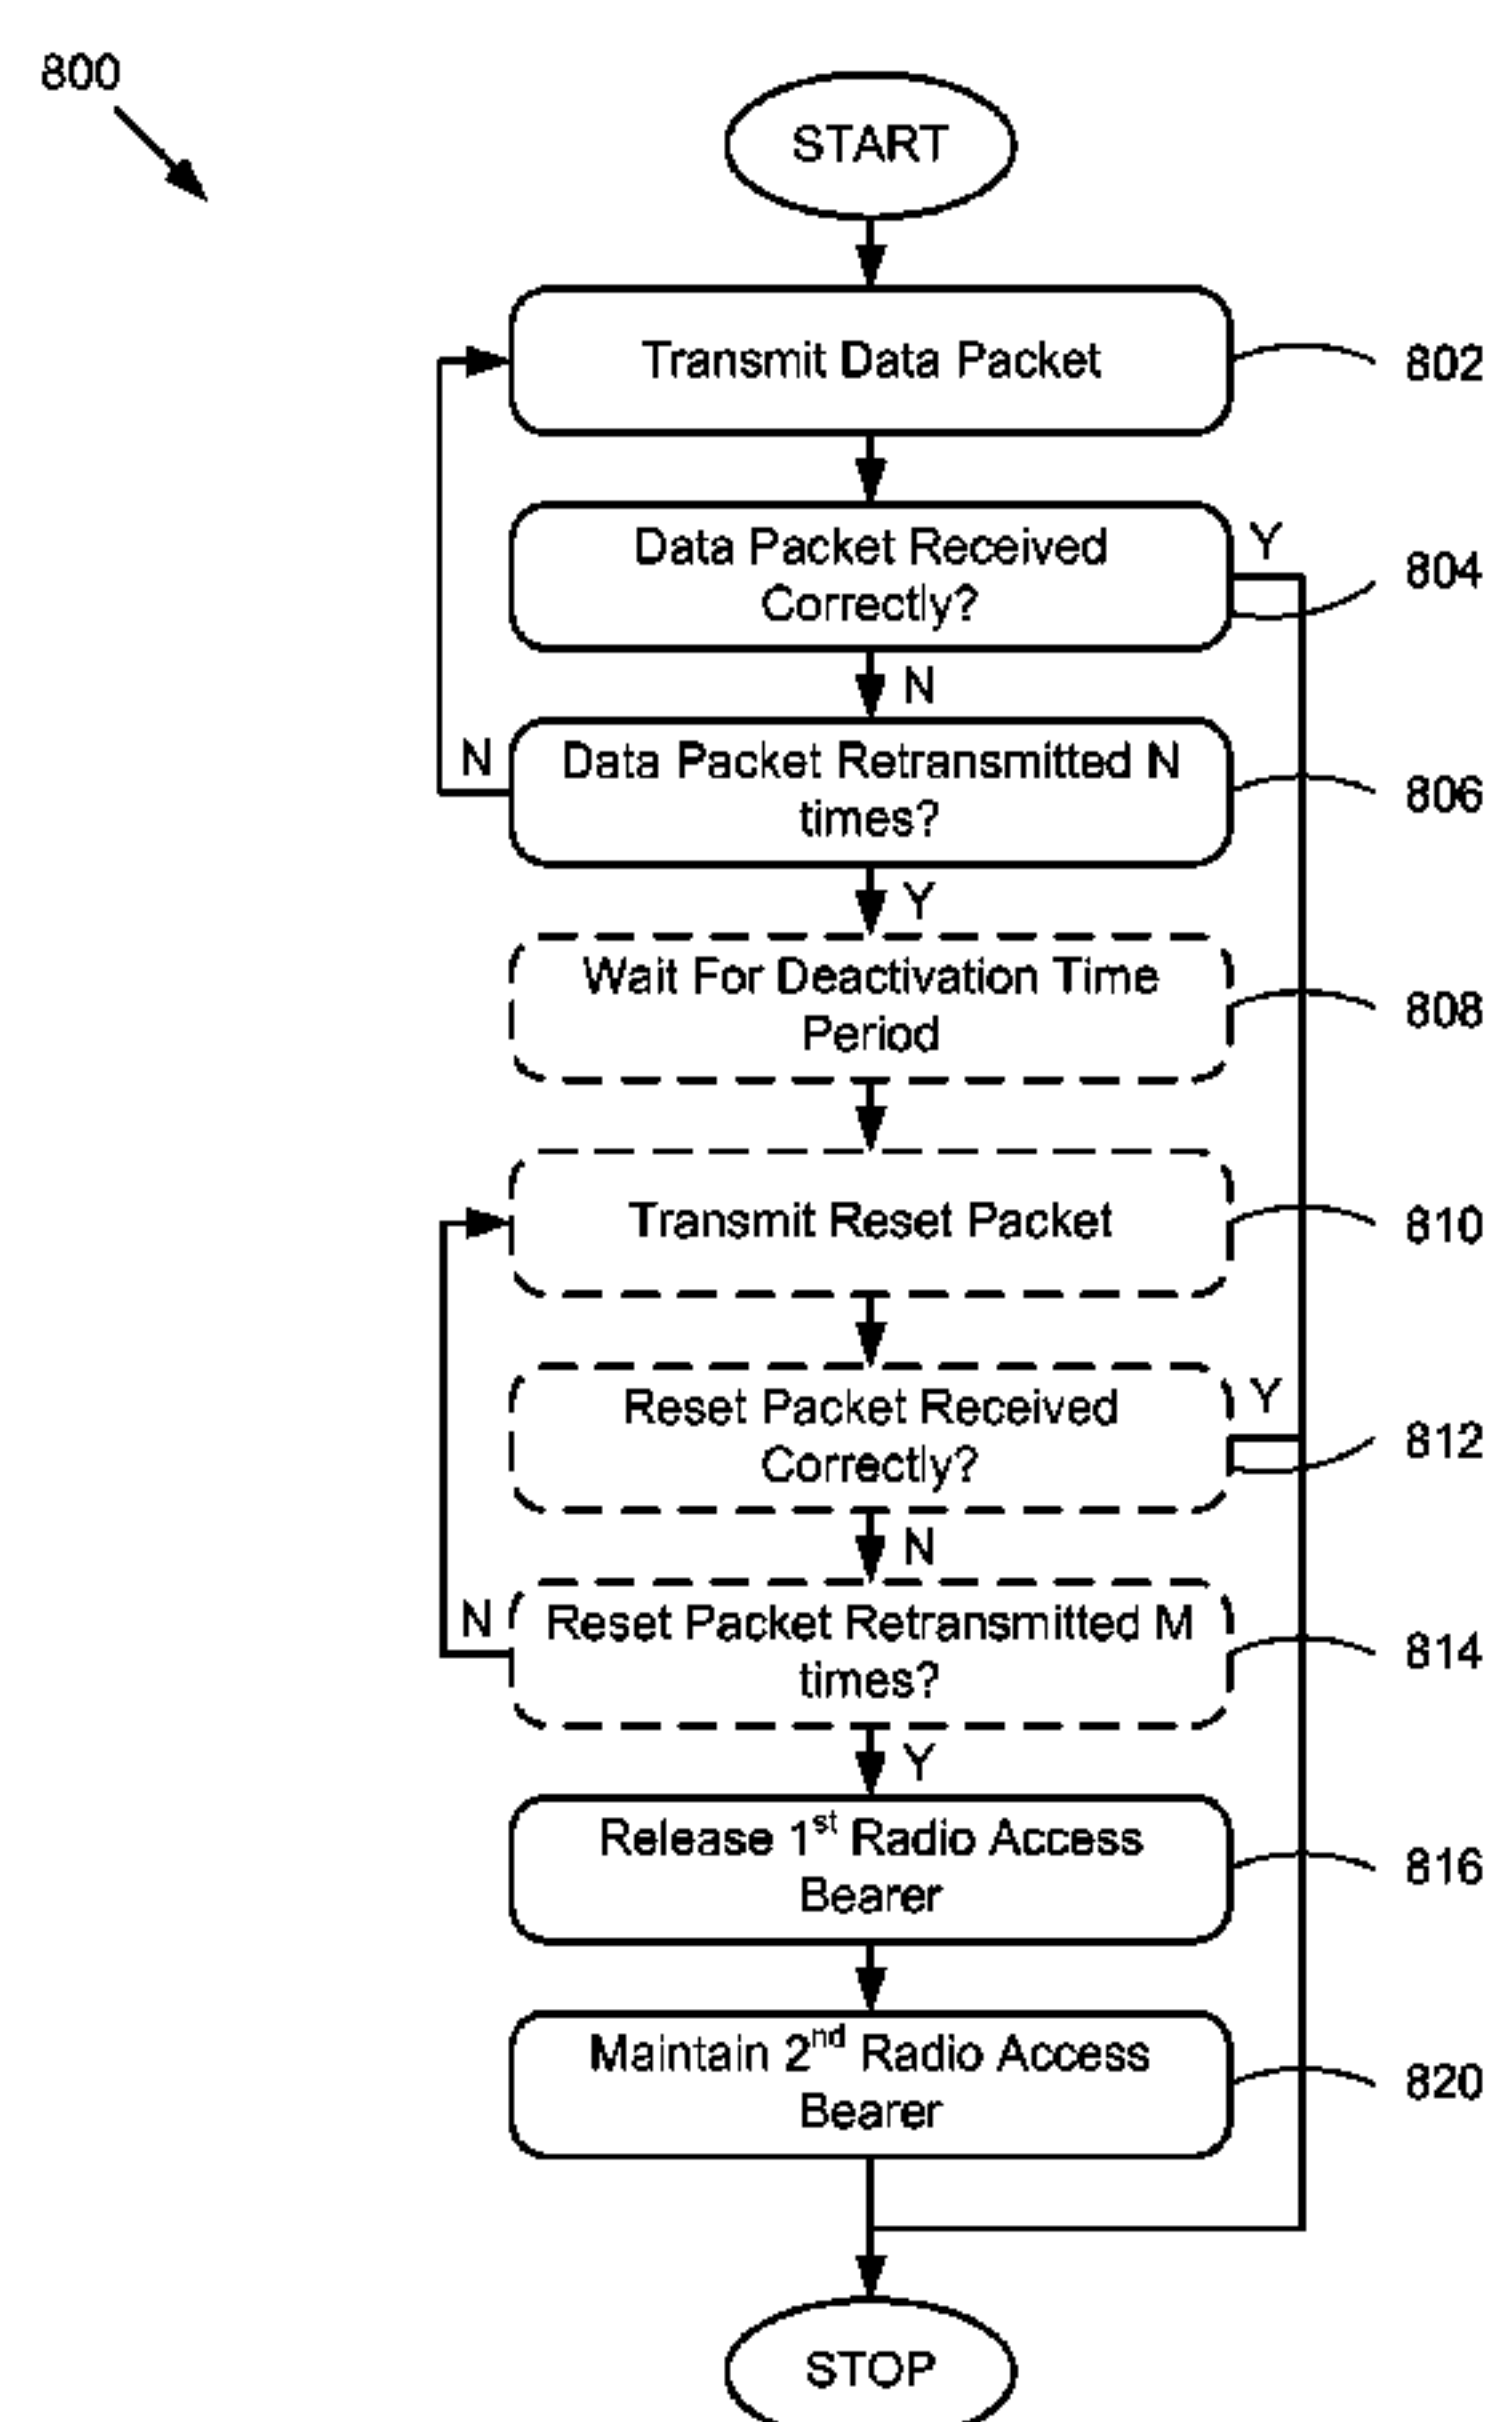 800
START
Transmit Data Packet
802
Data Packet Received
Correctly?
Y
804
N
Data Packet Retransmitted N
times?
N
806
Y
Wait For Deactivation Time
Period
808
Transmit Reset Packet
810
Reset Packet Received
Correctly?
Y
812
N
Reset Packet Retransmitted M
times?
N
814
Y
Release 1st Radio Access
Bearer
816
Maintain 2nd Radio Access
Bearer
820
STOP